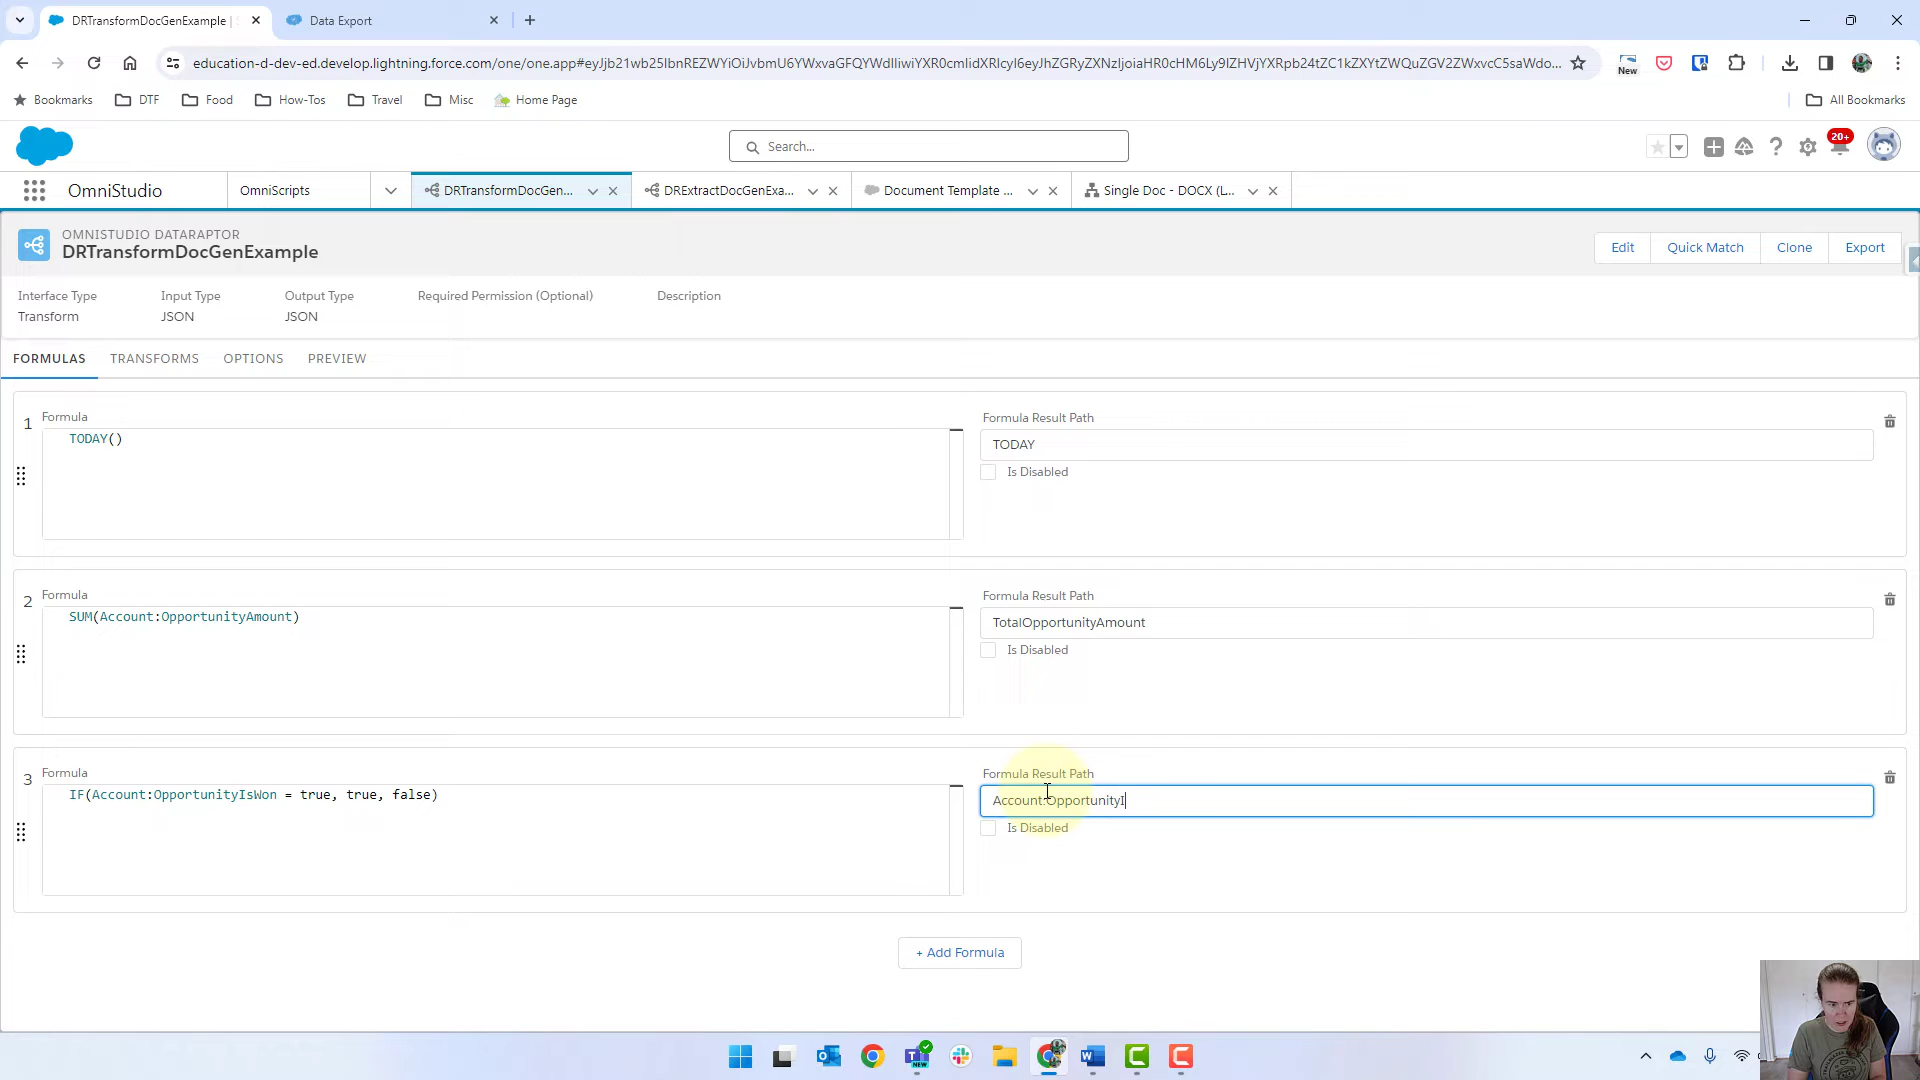 DRTransformDocGenExample |
Data Export
education-d-dev-ed.develop.lightning.force.com/one/one.app#
New
Bookmarks
DTF
Food
How-Tos
Travel
Misc
Home Page
All Bookmarks
Search...
20+
OmniStudio
OmniScripts
DRTransformDocGen...
DRExtractDocGenExa...
Document Template ...
Single Doc - DOCX (L...
OMNISTUDIO DATARAPTOR
DRTransformDocGenExample
Edit
Quick Match
Clone
Export
Interface Type
Input Type
Output Type
Required Permission (Optional)
Description
Transform
JSON
JSON
FORMULAS
TRANSFORMS
OPTIONS
PREVIEW
1
Formula
TODAY()
Formula Result Path
TODAY
Is Disabled
2
Formula
SUM(Account:OpportunityAmount)
Formula Result Path
TotalOpportunityAmount
Is Disabled
3
Formula
IF(Account:OpportunityIsWon = true, true, false)
Formula Result Path
Account:OpportunityI
Is Disabled
+ Add Formula
NEW